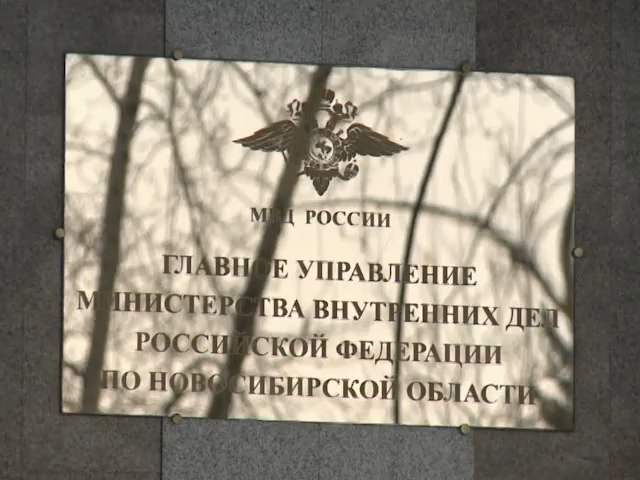 МВД РОССИИ
ГЛАВНОЕ УПРАВЛЕНИЕ
МИНИСТЕРСТВА ВНУТРЕННИХ ДЕЛ
РОССИЙСКОЙ ФЕДЕРАЦИИ
ПО НОВОСИБИРСКОЙ ОБЛАСТИ